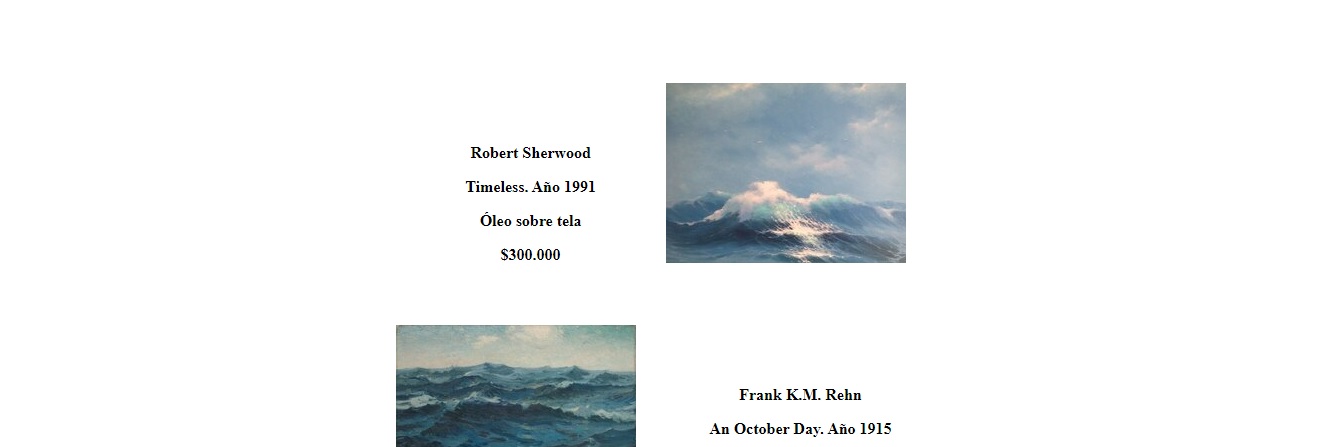 Robert Sherwood
Timeless. Año 1991
Óleo sobre tela
$300.000
Frank K.M. Rehn
An October Day. Año 1915